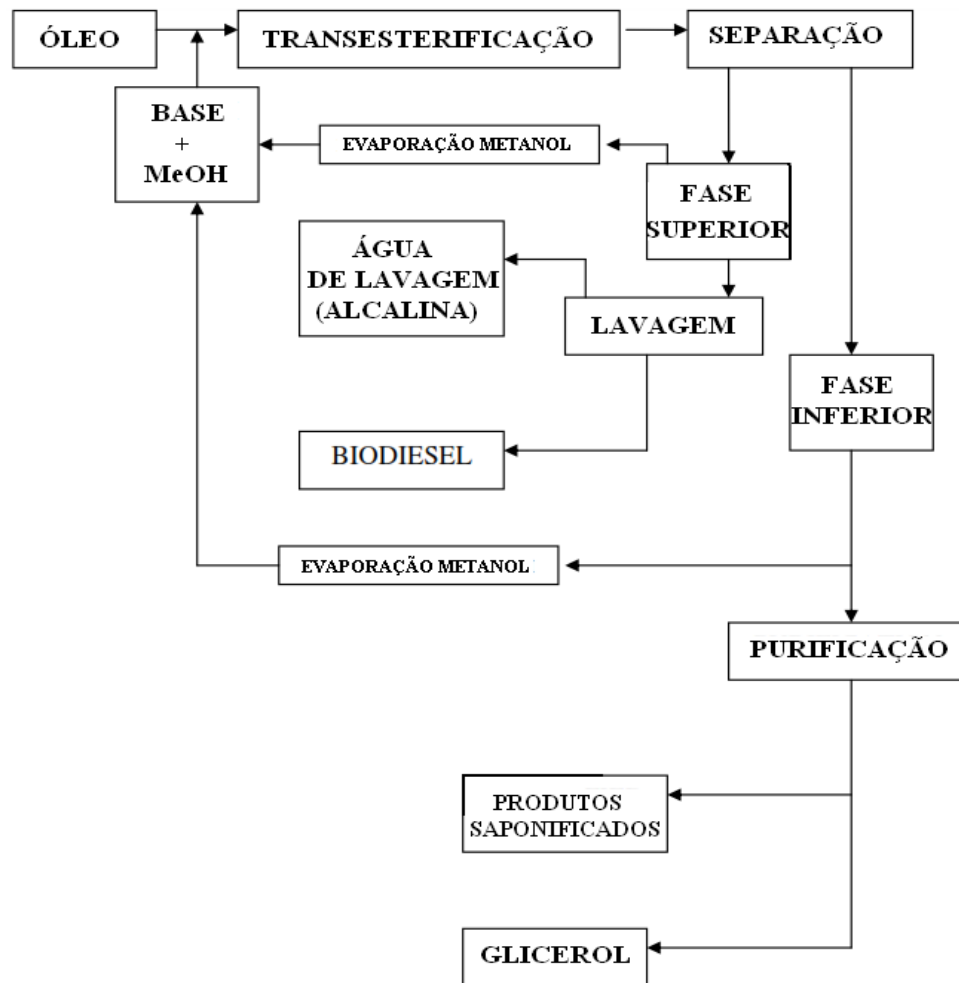 ÓLEO
TRANSESTERIFICAÇÃO
SEPARAÇÃO
BASE
+
MeOH
EVAPORAÇÃO METANOL
FASE
SUPERIOR
ÁGUA
DE LAVAGEM
(ALCALINA)
LAVAGEM
FASE
INFERIOR
BIODIESEL
EVAPORAÇÃO METANOL
PURIFICAÇÃO
PRODUTOS
SAPONIFICADOS
GLICEROL